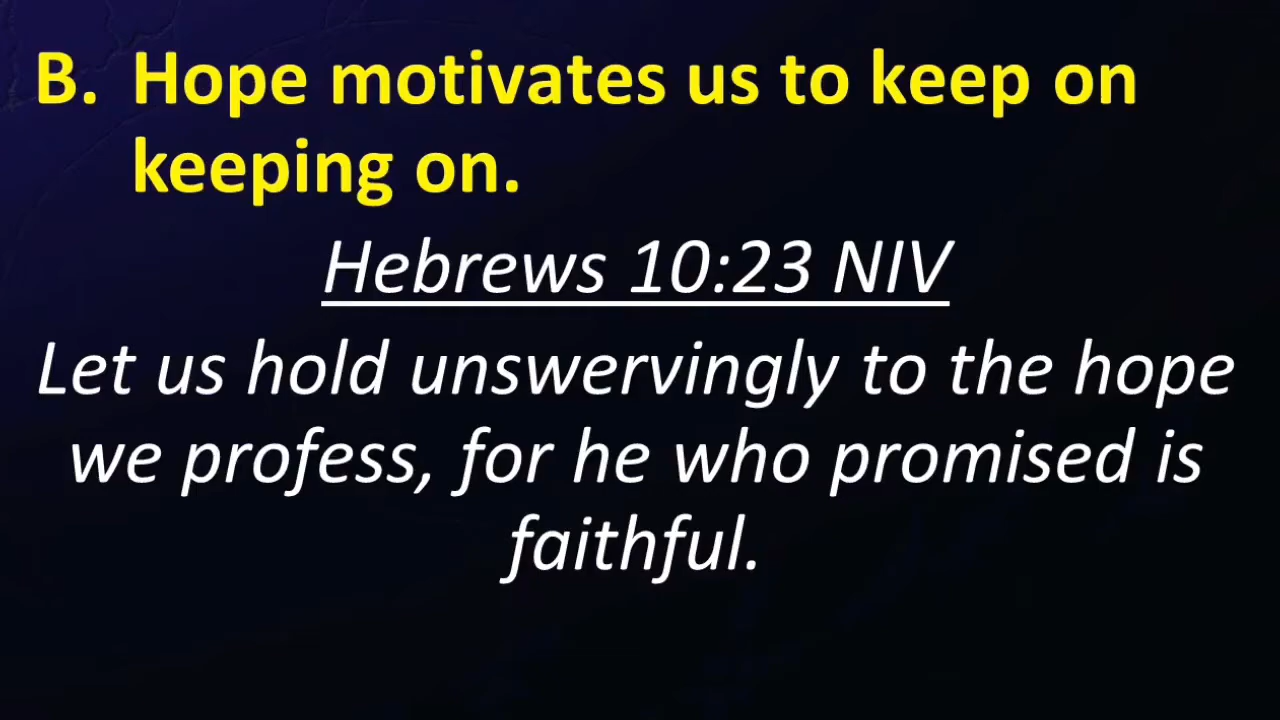 B. Hope motivates us to keep on
keeping on.
Hebrews 10:23 NIV
Let us hold unswervingly to the hope
we profess, for he who promised is
faithful.